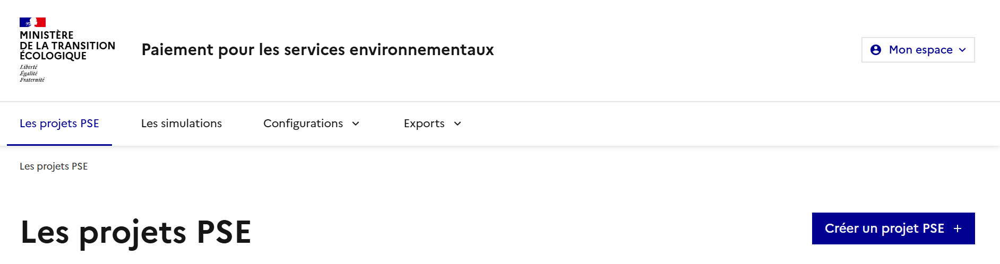 MINISTÈRE
DE LA TRANSITION
ÉCOLOGIQUE
Liberté
Égalité
Fraternité
Paiement pour les services environnementaux
Mon espace
Les projets PSE
Les simulations
Configurations
Exports
Les projets PSE
Les projets PSE
Créer un projet PSE +